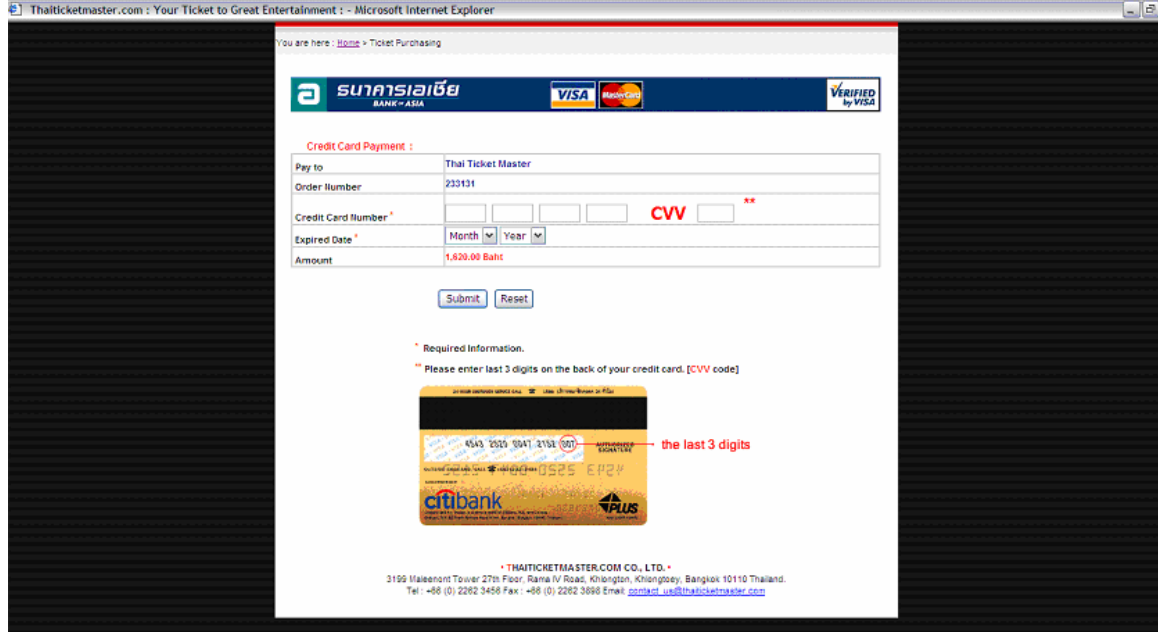 Thaiticketmaster.com : Your Ticket to Great Entertainment : - Microsoft Internet Explorer
You are here : Home > Ticket Purchasing
ธนาคารเอเชีย
BANK of ASIA
VISA MasterCard
VERIFIED
by VISA
Credit Card Payment :
Pay to Thai Ticket Master
Order Number 233131
Credit Card Number * CVV **
Expired Date * Month Year
Amount 1,620.00 Baht
Submit Reset
* Required Information.
** Please enter last 3 digits on the back of your credit card. [CVV code]
AUTHORIZED
SIGNATURE
the last 3 digits
citibank
PLUS
• THAITICKETMASTER.COM CO., LTD. •
3199 Maleenont Tower 27th Floor, Rama IV Road, Khlongton, Khlongtoey, Bangkok 10110 Thailand.
Tel : +66 (0) 2262 3456 Fax : +66 (0) 2262 3898 Email: contact_us@thaiticketmaster.com